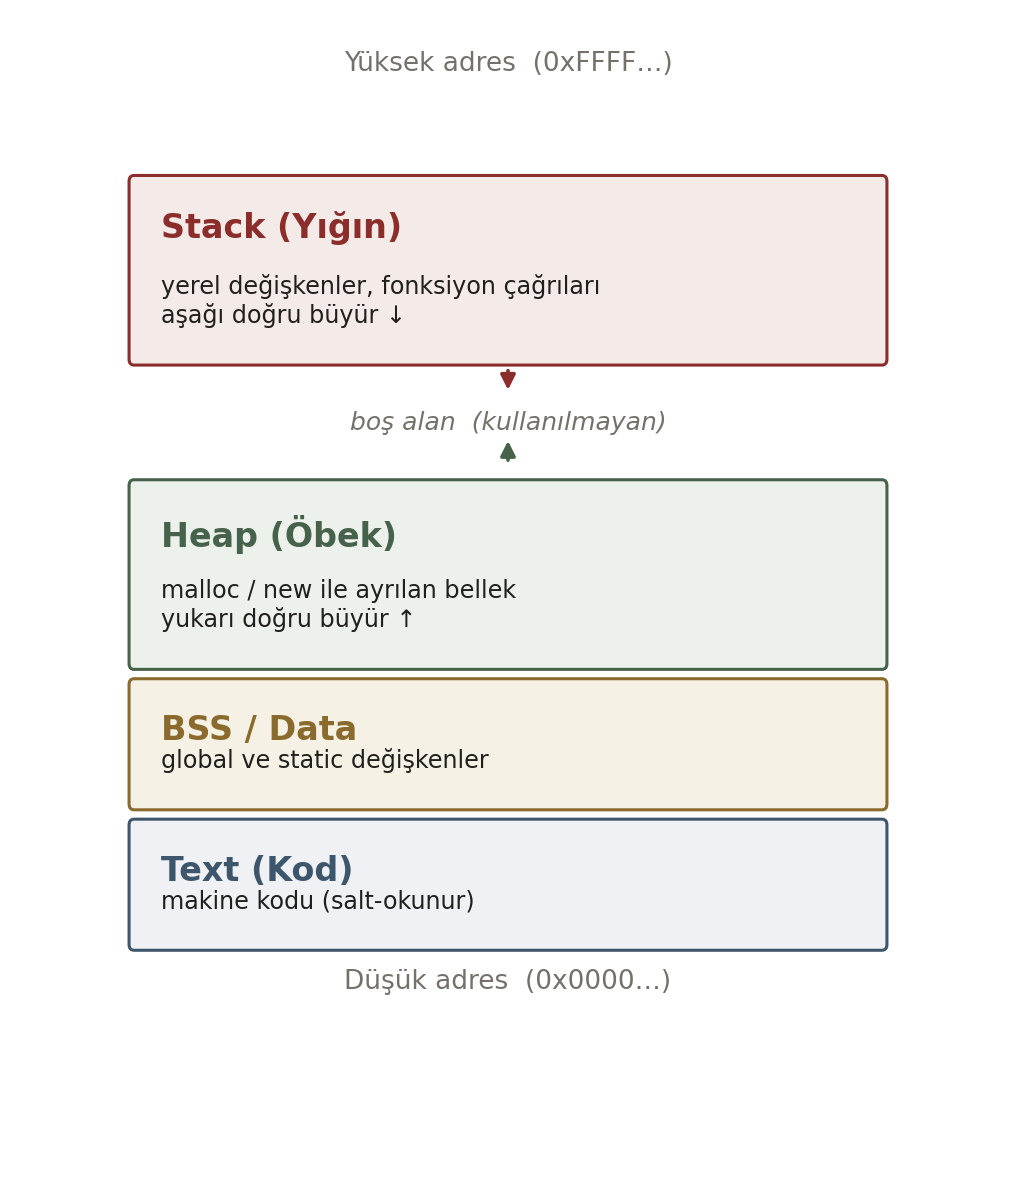 Yüksek adres  (0xFFFF…)
Stack (Yığın)
yerel değişkenler, fonksiyon çağrıları
aşağı doğru büyür ↓
boş alan  (kullanılmayan)
Heap (Öbek)
malloc / new ile ayrılan bellek
yukarı doğru büyür ↑
BSS / Data
global ve static değişkenler
Text (Kod)
makine kodu (salt-okunur)
Düşük adres  (0x0000…)